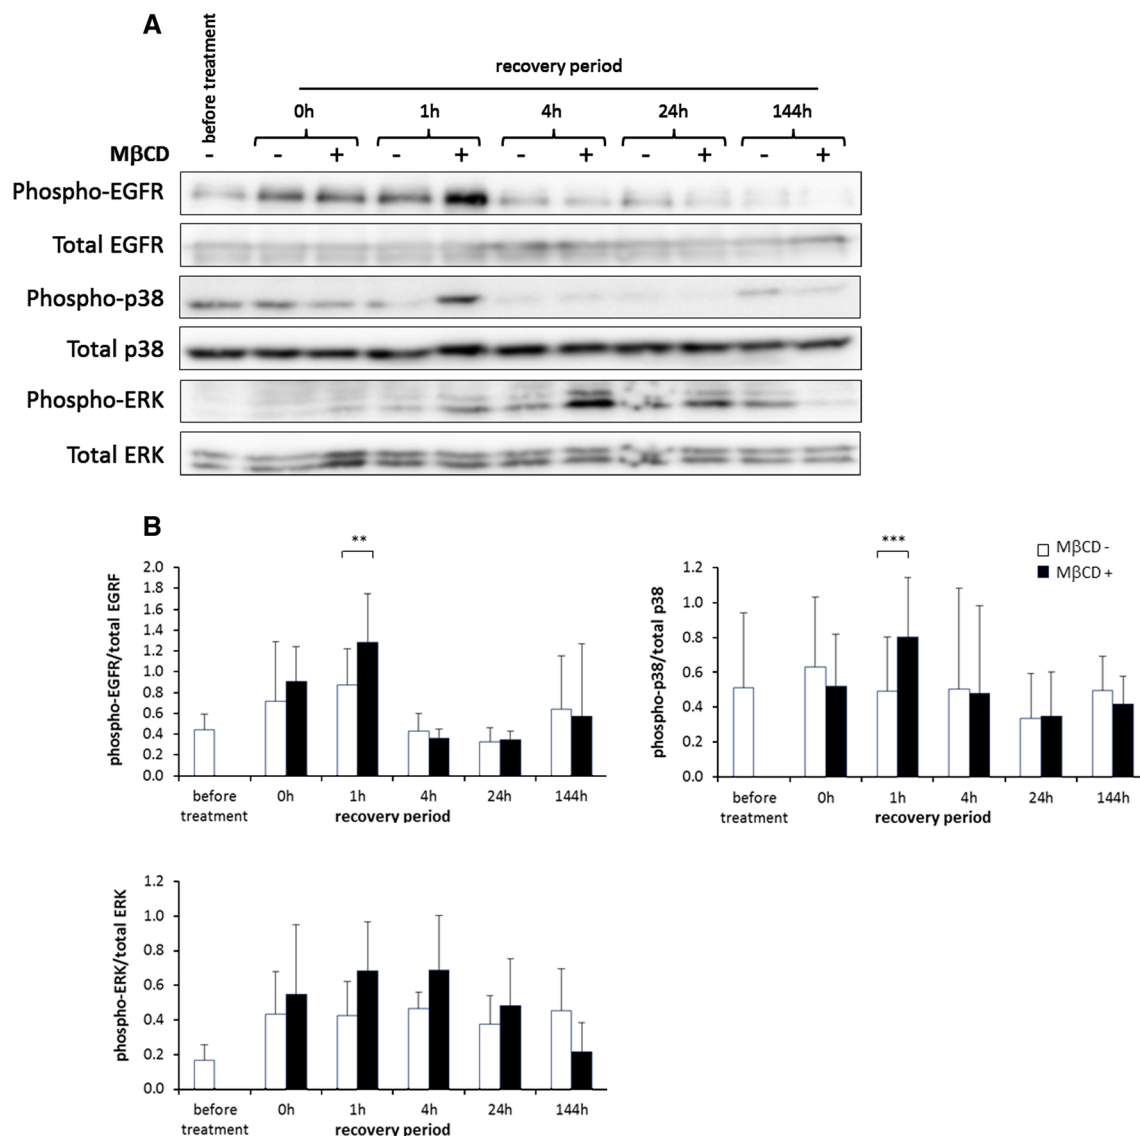 A
before treatment
recovery period
0h 1h 4h 24h 144h
MβCD - - + - + - + - + - +
Phospho-EGFR
Total EGFR
Phospho-p38
Total p38
Phospho-ERK
Total ERK
B
**
phospho-EGFR/total EGRF
2.0
1.8
1.6
1.4
1.2
1.0
0.8
0.6
0.4
0.2
0.0
before treatment 0h 1h 4h 24h 144h
recovery period
***
MβCD -
MβCD +
phospho-p38/total p38
1.2
1.0
0.8
0.6
0.4
0.2
0.0
before treatment 0h 1h 4h 24h 144h
recovery period
phospho-ERK/total ERK
1.2
1.0
0.8
0.6
0.4
0.2
0.0
before treatment 0h 1h 4h 24h 144h
recovery period